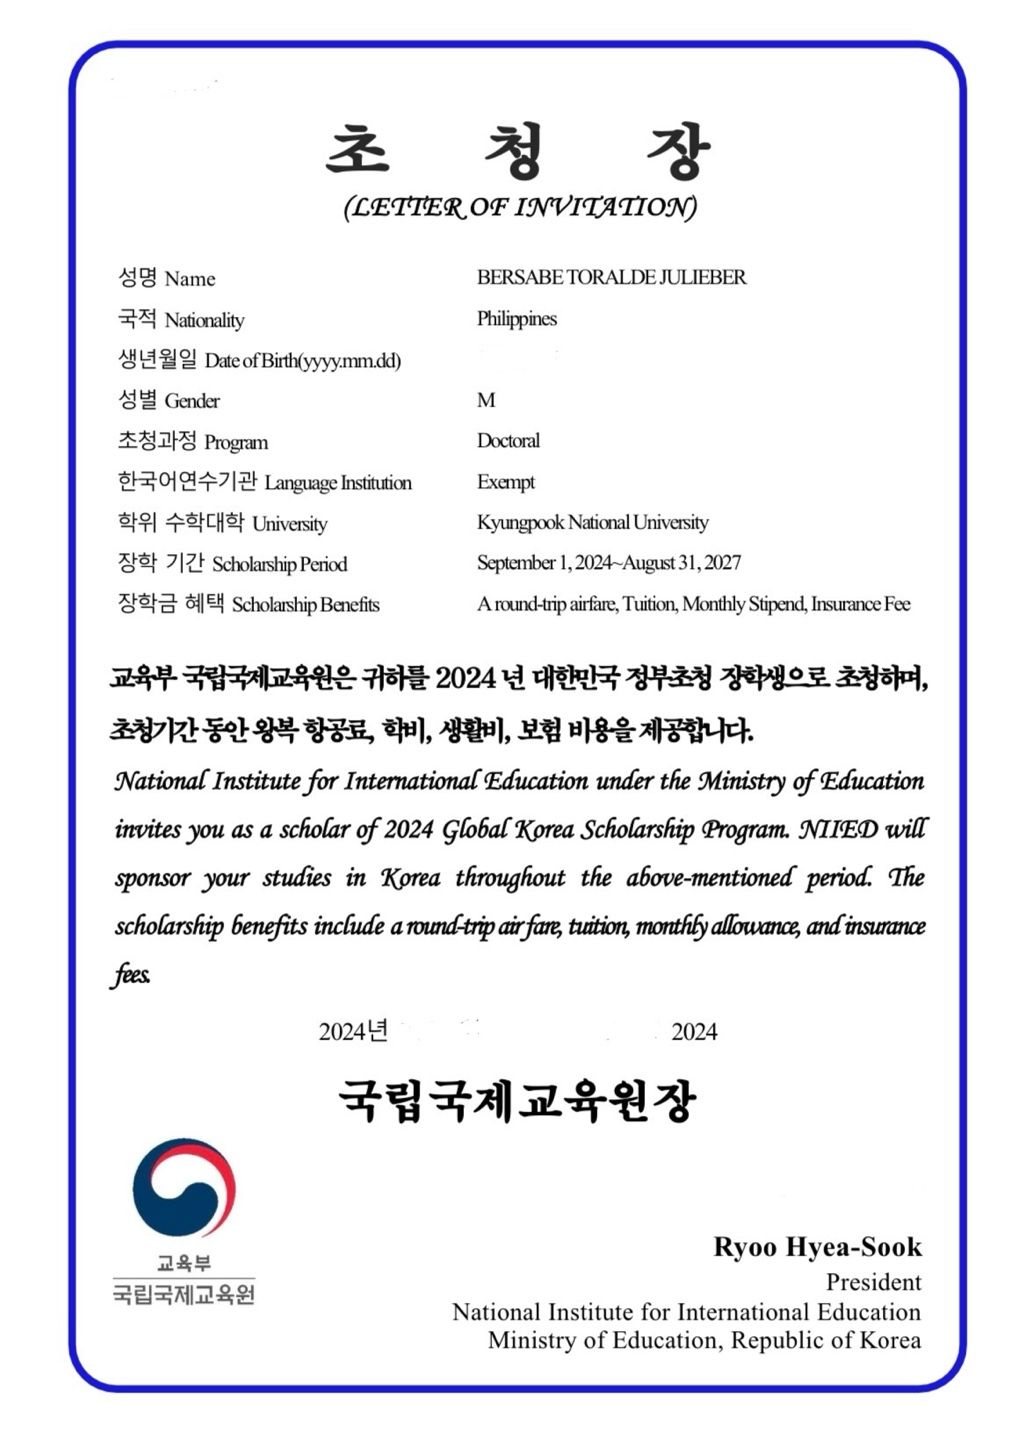 초 청 장
(LETTER OF INVITATION)
성명 Name BERSABE TORALDE JULIEBER
국적 Nationality Philippines
생년월일 Date of Birth(yyyy.mm.dd)
성별 Gender M
초청과정 Program Doctoral
한국어연수기관 Language Institution Exempt
학위 수학대학 University Kyungpook National University
장학 기간 Scholarship Period September 1, 2024~August 31, 2027
장학금 혜택 Scholarship Benefits A round-trip airfare, Tuition, Monthly Stipend, Insurance Fee
교육부 국립국제교육원은 귀하를 2024 년 대한민국 정부초청 장학생으로 초청하며,
초청기간 동안 왕복 항공료, 학비, 생활비, 보험 비용을 제공합니다.
National Institute for International Education under the Ministry of Education
invites you as a scholar of 2024 Global Korea Scholarship Program. NIIED will
sponsor your studies in Korea throughout the above-mentioned period. The
scholarship benefits include a round-trip air fare, tuition, monthly allowance, and insurance
fees.
2024년 2024
국립국제교육원장
교육부
국립국제교육원
Ryoo Hyea-Sook
President
National Institute for International Education
Ministry of Education, Republic of Korea